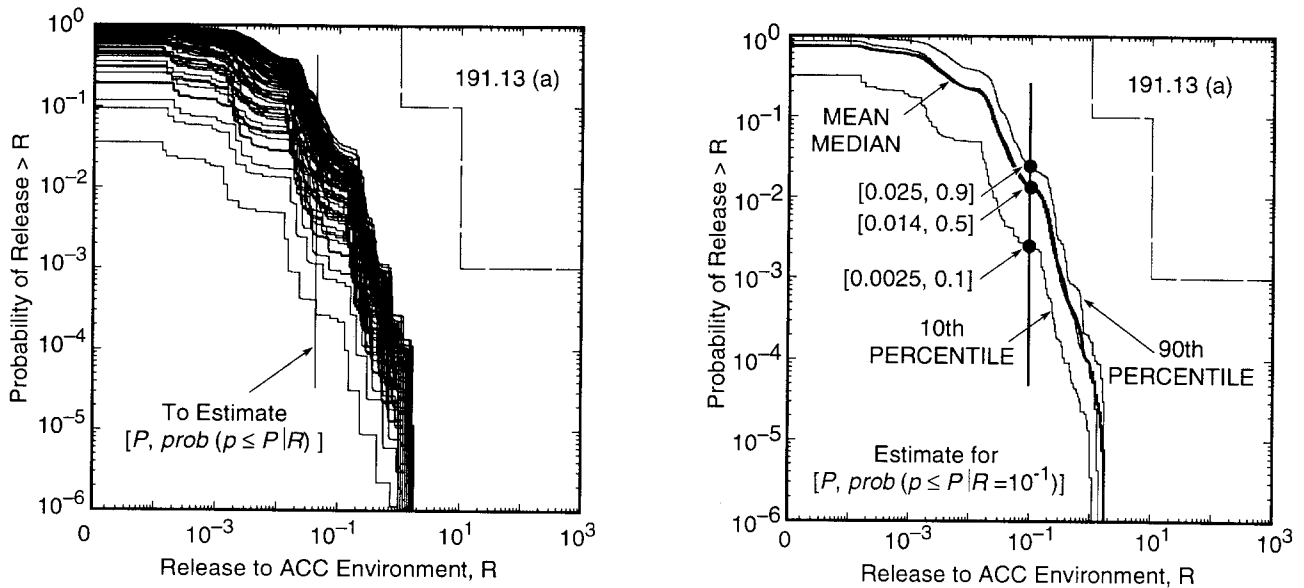 10^0
10^–1
10^–2
10^–3
10^–4
10^–5
10^–6
Probability of Release > R
191.13 (a)
To Estimate
[P, prob (p ≤ P|R) ]
0
10^–3
10^–1
10^1
10^3
Release to ACC Environment, R
10^0
10^–1
10^–2
10^–3
10^–4
10^–5
10^–6
Probability of Release > R
191.13 (a)
MEAN
MEDIAN
[0.025, 0.9]
[0.014, 0.5]
[0.0025, 0.1]
10th
PERCENTILE
90th
PERCENTILE
Estimate for
[P, prob (p ≤ P|R =10^-1)]
0
10^–3
10^–1
10^1
10^3
Release to ACC Environment, R